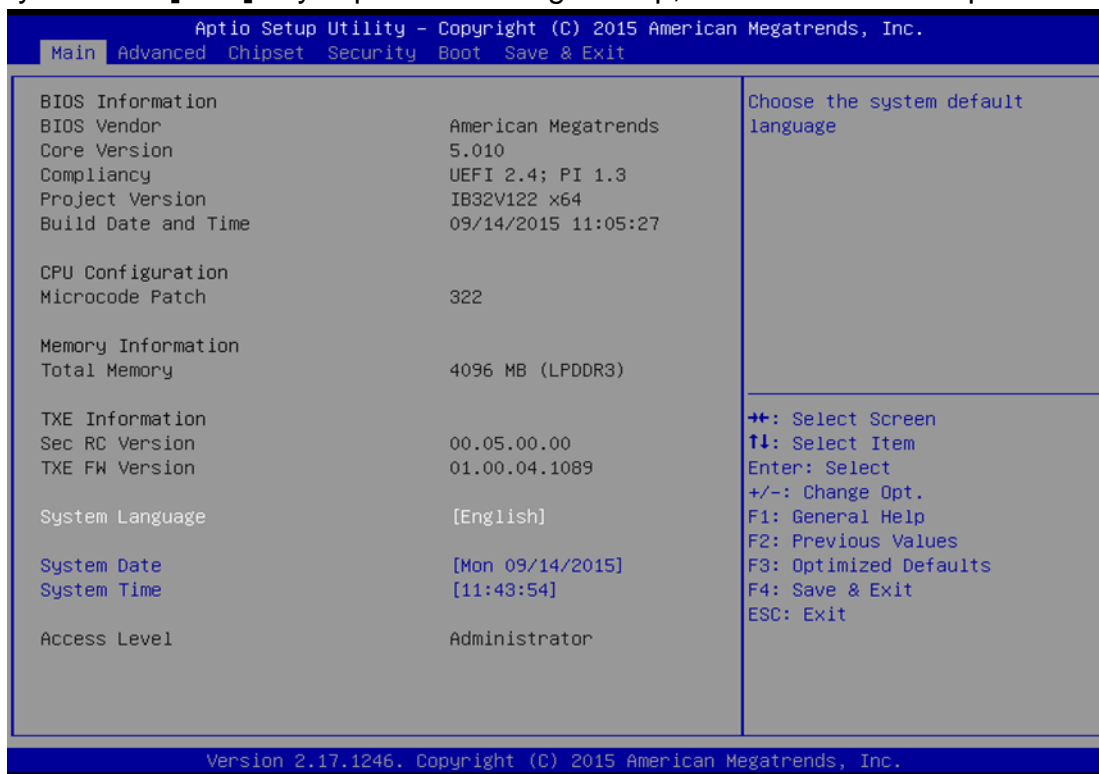 Aptio Setup Utility – Copyright (C) 2015 American Megatrends, Inc.
Main Advanced Chipset Security Boot Save & Exit
BIOS Information
BIOS Vendor American Megatrends
Core Version 5.010
Compliancy UEFI 2.4; PI 1.3
Project Version IB32V122 x64
Build Date and Time 09/14/2015 11:05:27
CPU Configuration
Microcode Patch 322
Memory Information
Total Memory 4096 MB (LPDDR3)
TXE Information
Sec RC Version 00.05.00.00
TXE FW Version 01.00.04.1089
System Language [English]
System Date [Mon 09/14/2015]
System Time [11:43:54]
Access Level Administrator
Choose the system default
language
→←: Select Screen
↑↓: Select Item
Enter: Select
+/-: Change Opt.
F1: General Help
F2: Previous Values
F3: Optimized Defaults
F4: Save & Exit
ESC: Exit
Version 2.17.1246. Copyright (C) 2015 American Megatrends, Inc.